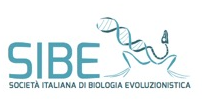 SIBE
SOCIETÀ ITALIANA DI BIOLOGIA EVOLUZIONISTICA